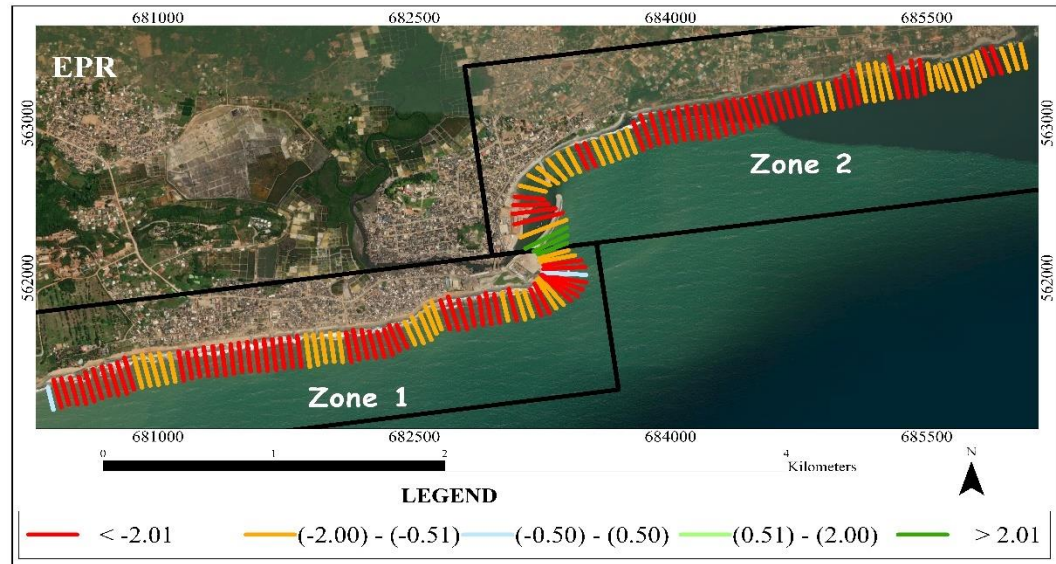 681000 682500 684000 685500
EPR
563000
563000
Zone 2
562000
562000
Zone 1
681000 682500 684000 685500
0 1 2 4
Kilometers
N
LEGEND
< -2.01 (-2.00) - (-0.51) (-0.50) - (0.50) (0.51) - (2.00) > 2.01